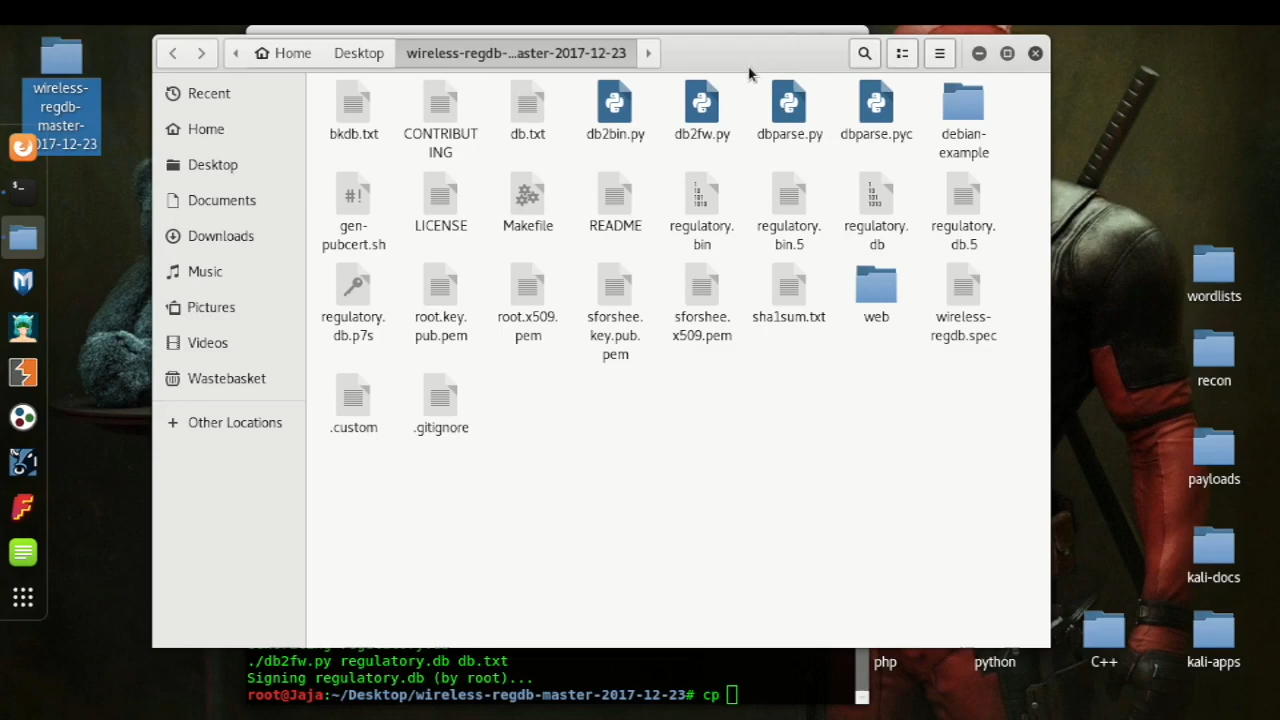 wireless-
regdb-
master-
2017-12-23
Home
Desktop
wireless-regdb-...aster-2017-12-23
Recent
Home
Desktop
Documents
Downloads
Music
Pictures
Videos
Wastebasket
+ Other Locations
bkdb.txt
CONTRIBUT
ING
db.txt
db2bin.py
db2fw.py
dbparse.py
dbparse.pyc
debian-
example
gen-
pubcert.sh
LICENSE
Makefile
README
regulatory.
bin
regulatory.
bin.5
regulatory.
db
regulatory.
db.5
regulatory.
db.p7s
root.key.
pub.pem
root.x509.
pem
sforshee.
key.pub.
pem
sforshee.
x509.pem
sha1sum.txt
web
wireless-
regdb.spec
.custom
.gitignore
wordlists
recon
payloads
kali-docs
php
python
C++
kali-apps
./db2fw.py regulatory.db db.txt
Signing regulatory.db (by root)...
root@Jaja:~/Desktop/wireless-regdb-master-2017-12-23# cp